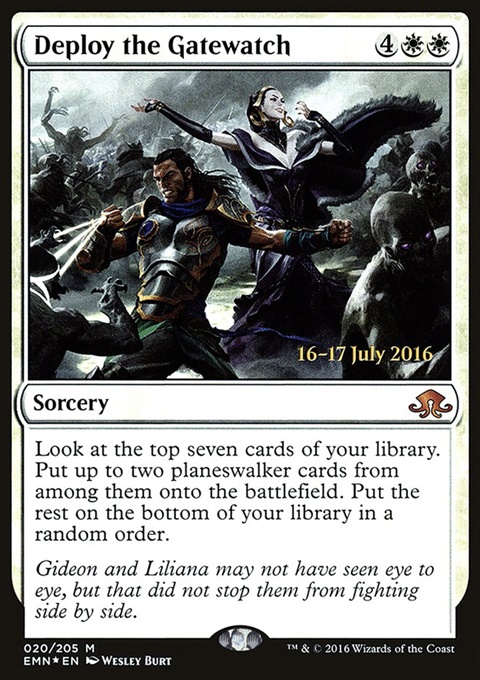 Deploy the Gatewatch 4
16–17 July 2016
Sorcery
Look at the top seven cards of your library.
Put up to two planeswalker cards from
among them onto the battlefield. Put the
rest on the bottom of your library in a
random order.
Gideon and Liliana may not have seen eye to
eye, but that did not stop them from fighting
side by side.
020/205 M
EMN★EN Wesley Burt
™ & © 2016 Wizards of the Coast